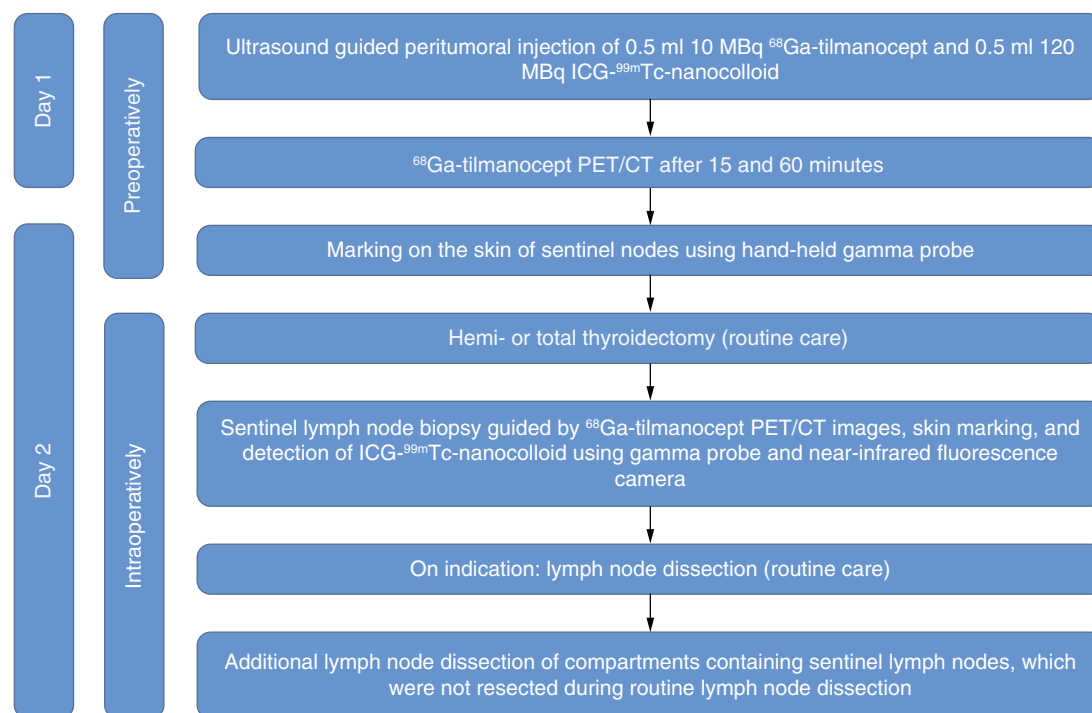 Day 1
Preoperatively
Ultrasound guided peritumoral injection of 0.5 ml 10 MBq ⁶⁸Ga-tilmanocept and 0.5 ml 120
MBq ICG-⁹⁹ᵐTc-nanocolloid
⁶⁸Ga-tilmanocept PET/CT after 15 and 60 minutes
Day 2
Marking on the skin of sentinel nodes using hand-held gamma probe
Intraoperatively
Hemi- or total thyroidectomy (routine care)
Sentinel lymph node biopsy guided by ⁶⁸Ga-tilmanocept PET/CT images, skin marking, and
detection of ICG-⁹⁹ᵐTc-nanocolloid using gamma probe and near-infrared fluorescence
camera
On indication: lymph node dissection (routine care)
Additional lymph node dissection of compartments containing sentinel lymph nodes, which
were not resected during routine lymph node dissection